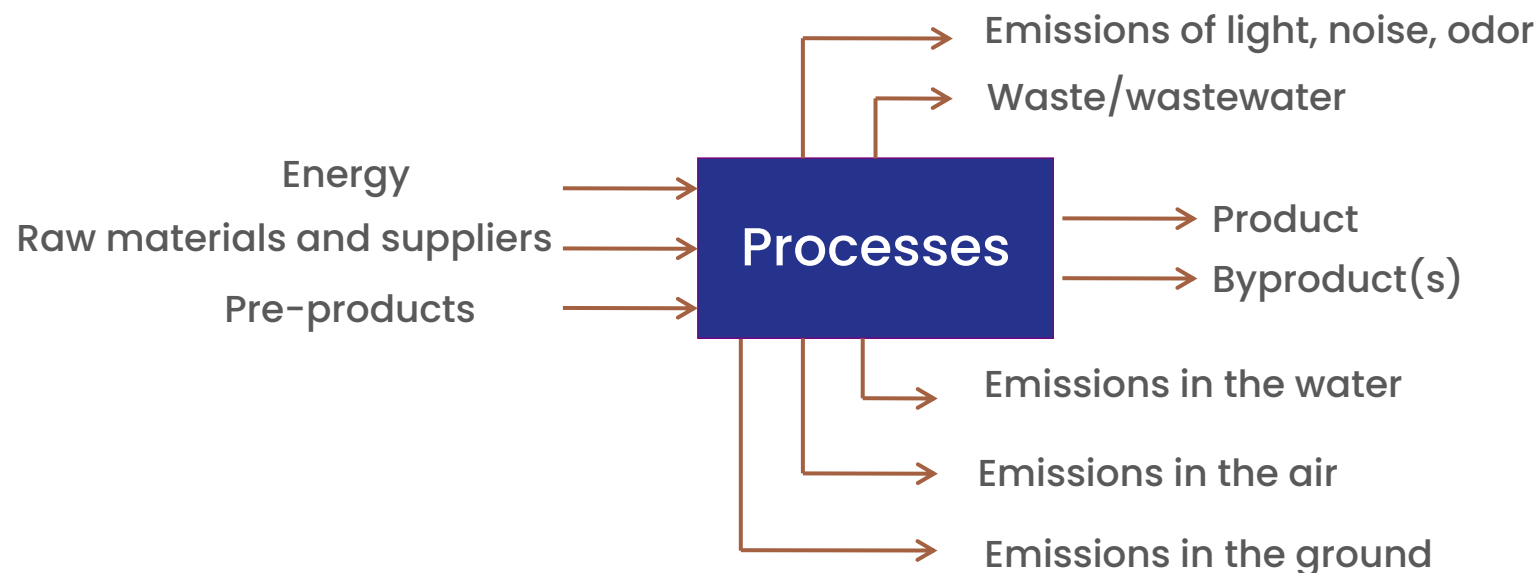 Emissions of light, noise, odor
Waste/wastewater
Energy
Raw materials and suppliers
Pre-products
Processes
Product
Byproduct(s)
Emissions in the water
Emissions in the air
Emissions in the ground